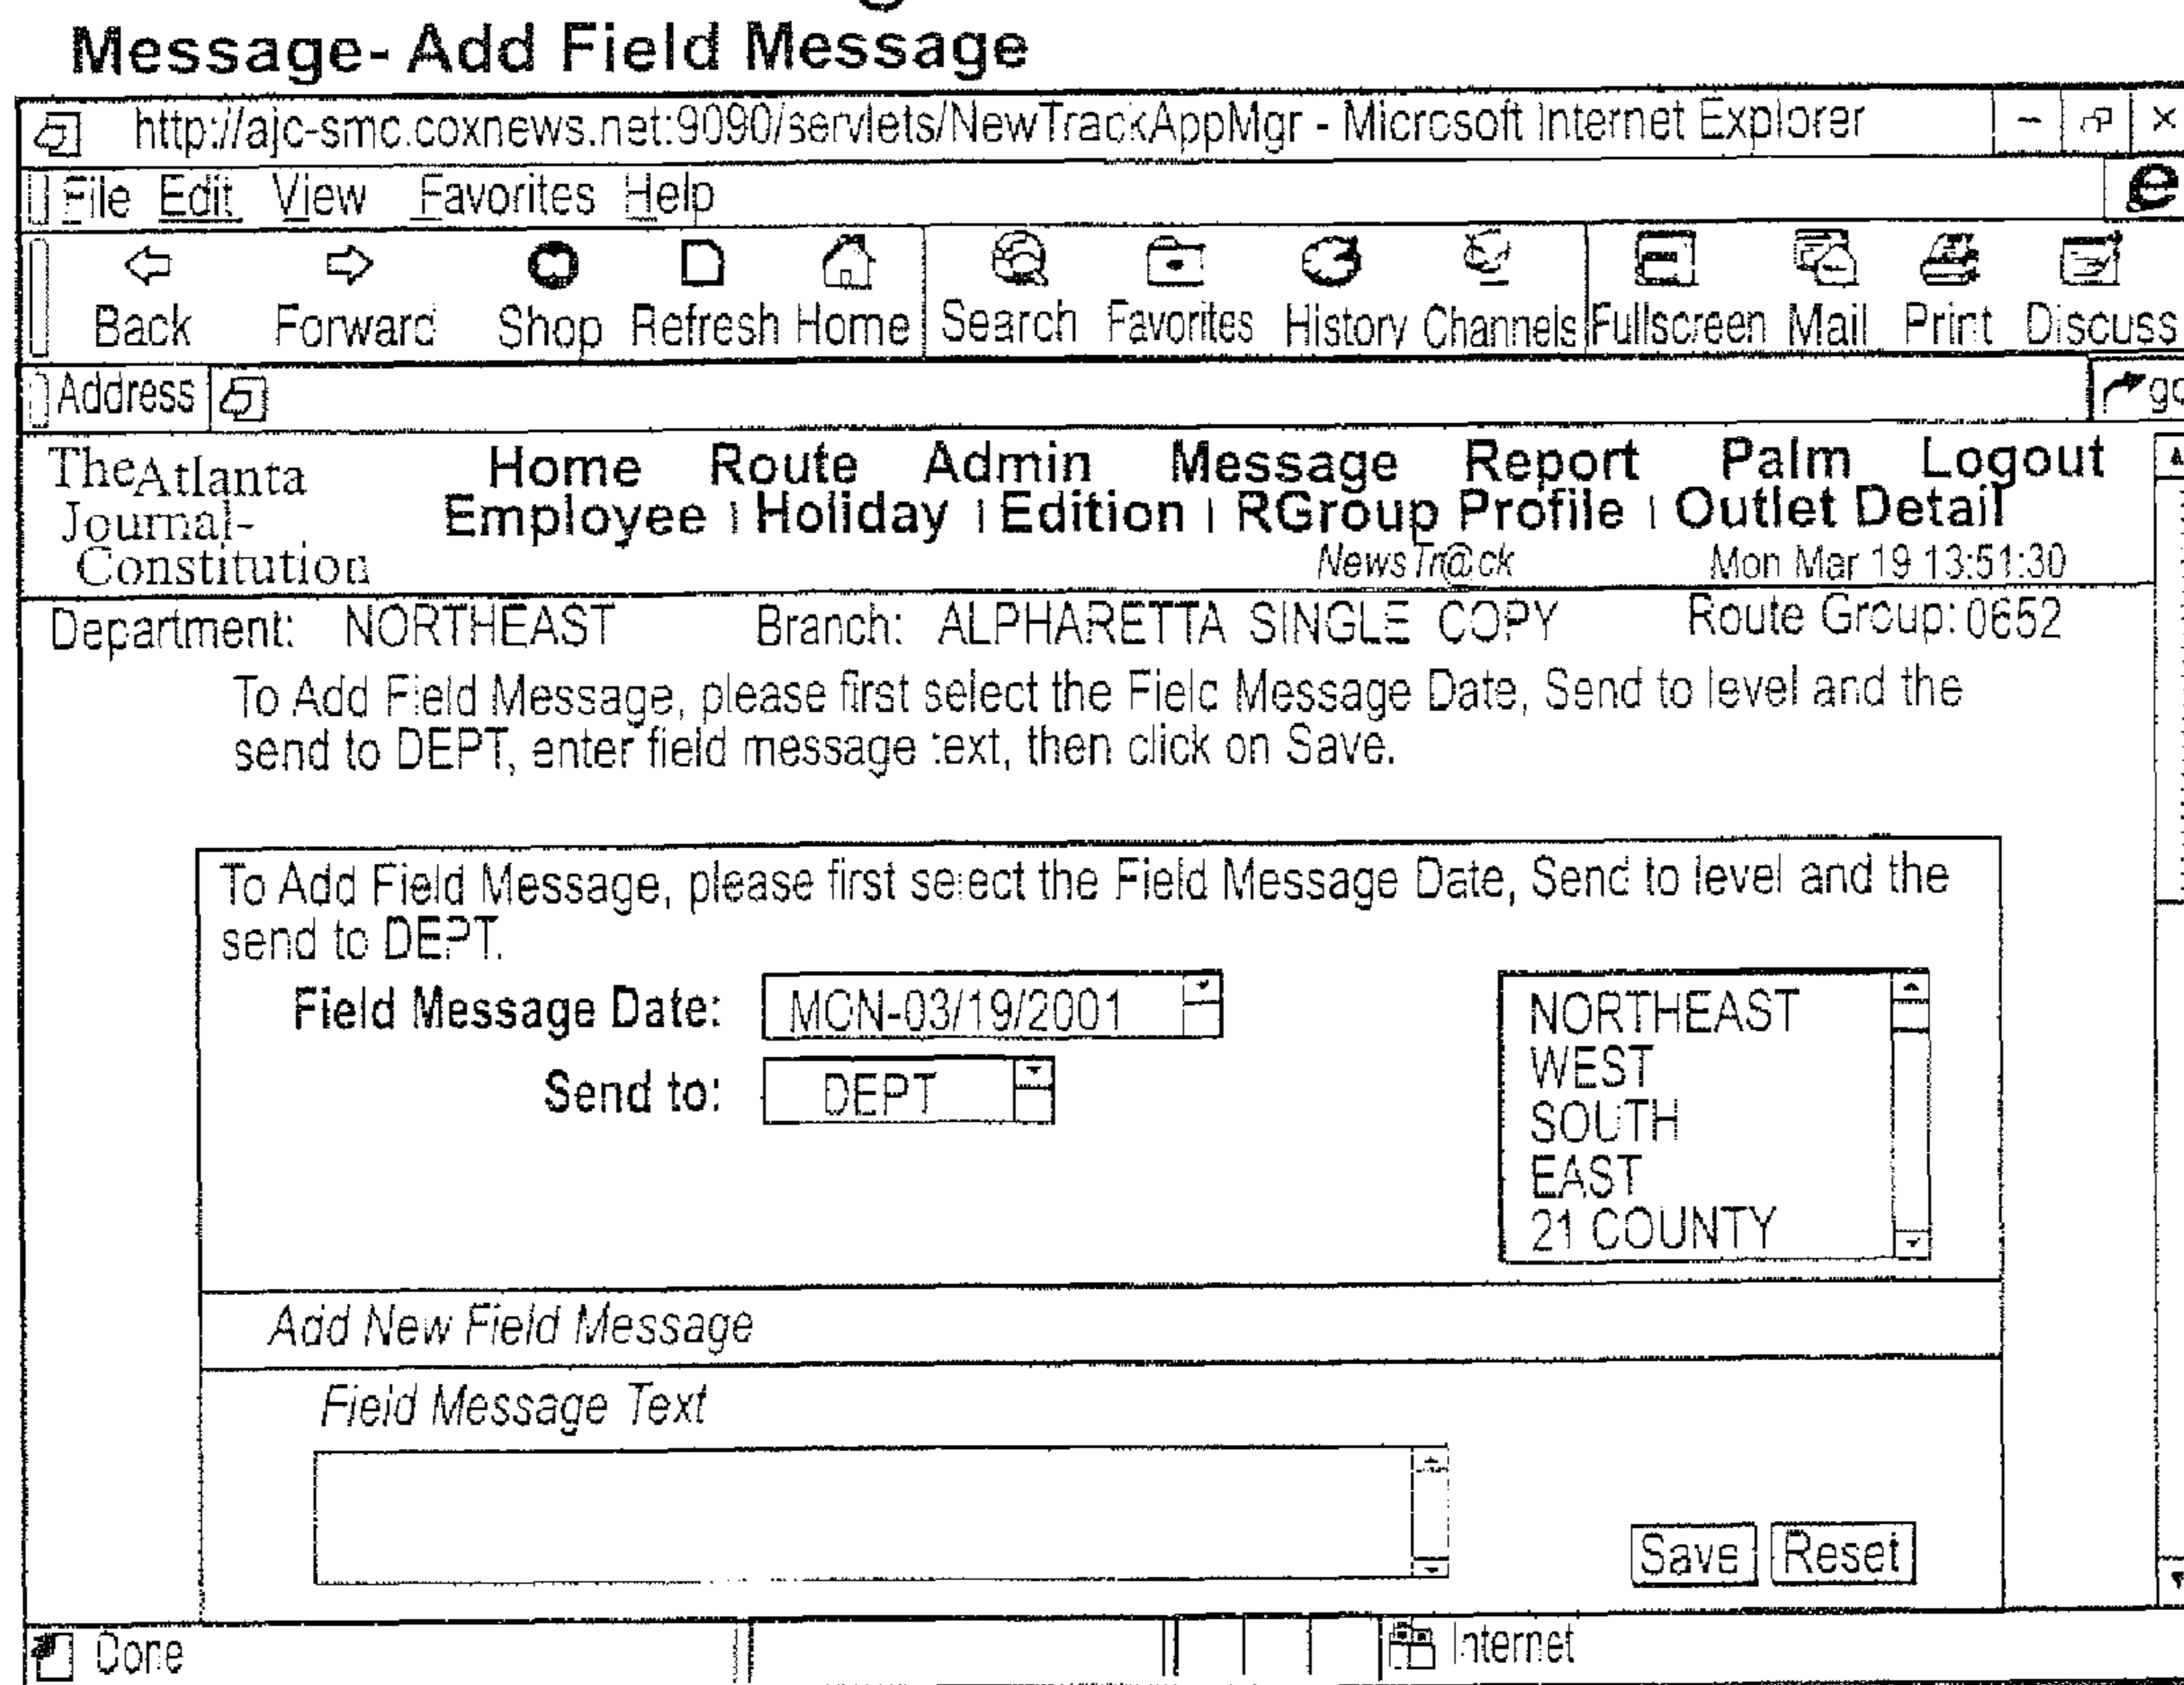 Message- Add Field Message
http://ajc-smc.coxnews.net:9090/servlets/NewTrackAppMgr - Microsoft Internet Explorer
File Edit View Favorites Help
Back Forward Shop Refresh Home Search Favorites History Channels Fullscreen Mail Print Discuss
Address go
The Atlanta Journal-Constitution
Home Route Admin Message Report Palm Logout
Employee | Holiday | Edition | RGroup Profile | Outlet Detail
NewsTr@ck Mon Mar 19 13:51:30
Department: NORTHEAST Branch: ALPHARETTA SINGLE COPY Route Group: 0652
To Add Field Message, please first select the Field Message Date, Send to level and the
send to DEPT, enter field message text, then click on Save.
To Add Field Message, please first select the Field Message Date, Send to level and the
send to DEPT.
Field Message Date: MON-03/19/2001
Send to: DEPT
NORTHEAST
WEST
SOUTH
EAST
21 COUNTY
Add New Field Message
Field Message Text
Save Reset
Done Internet